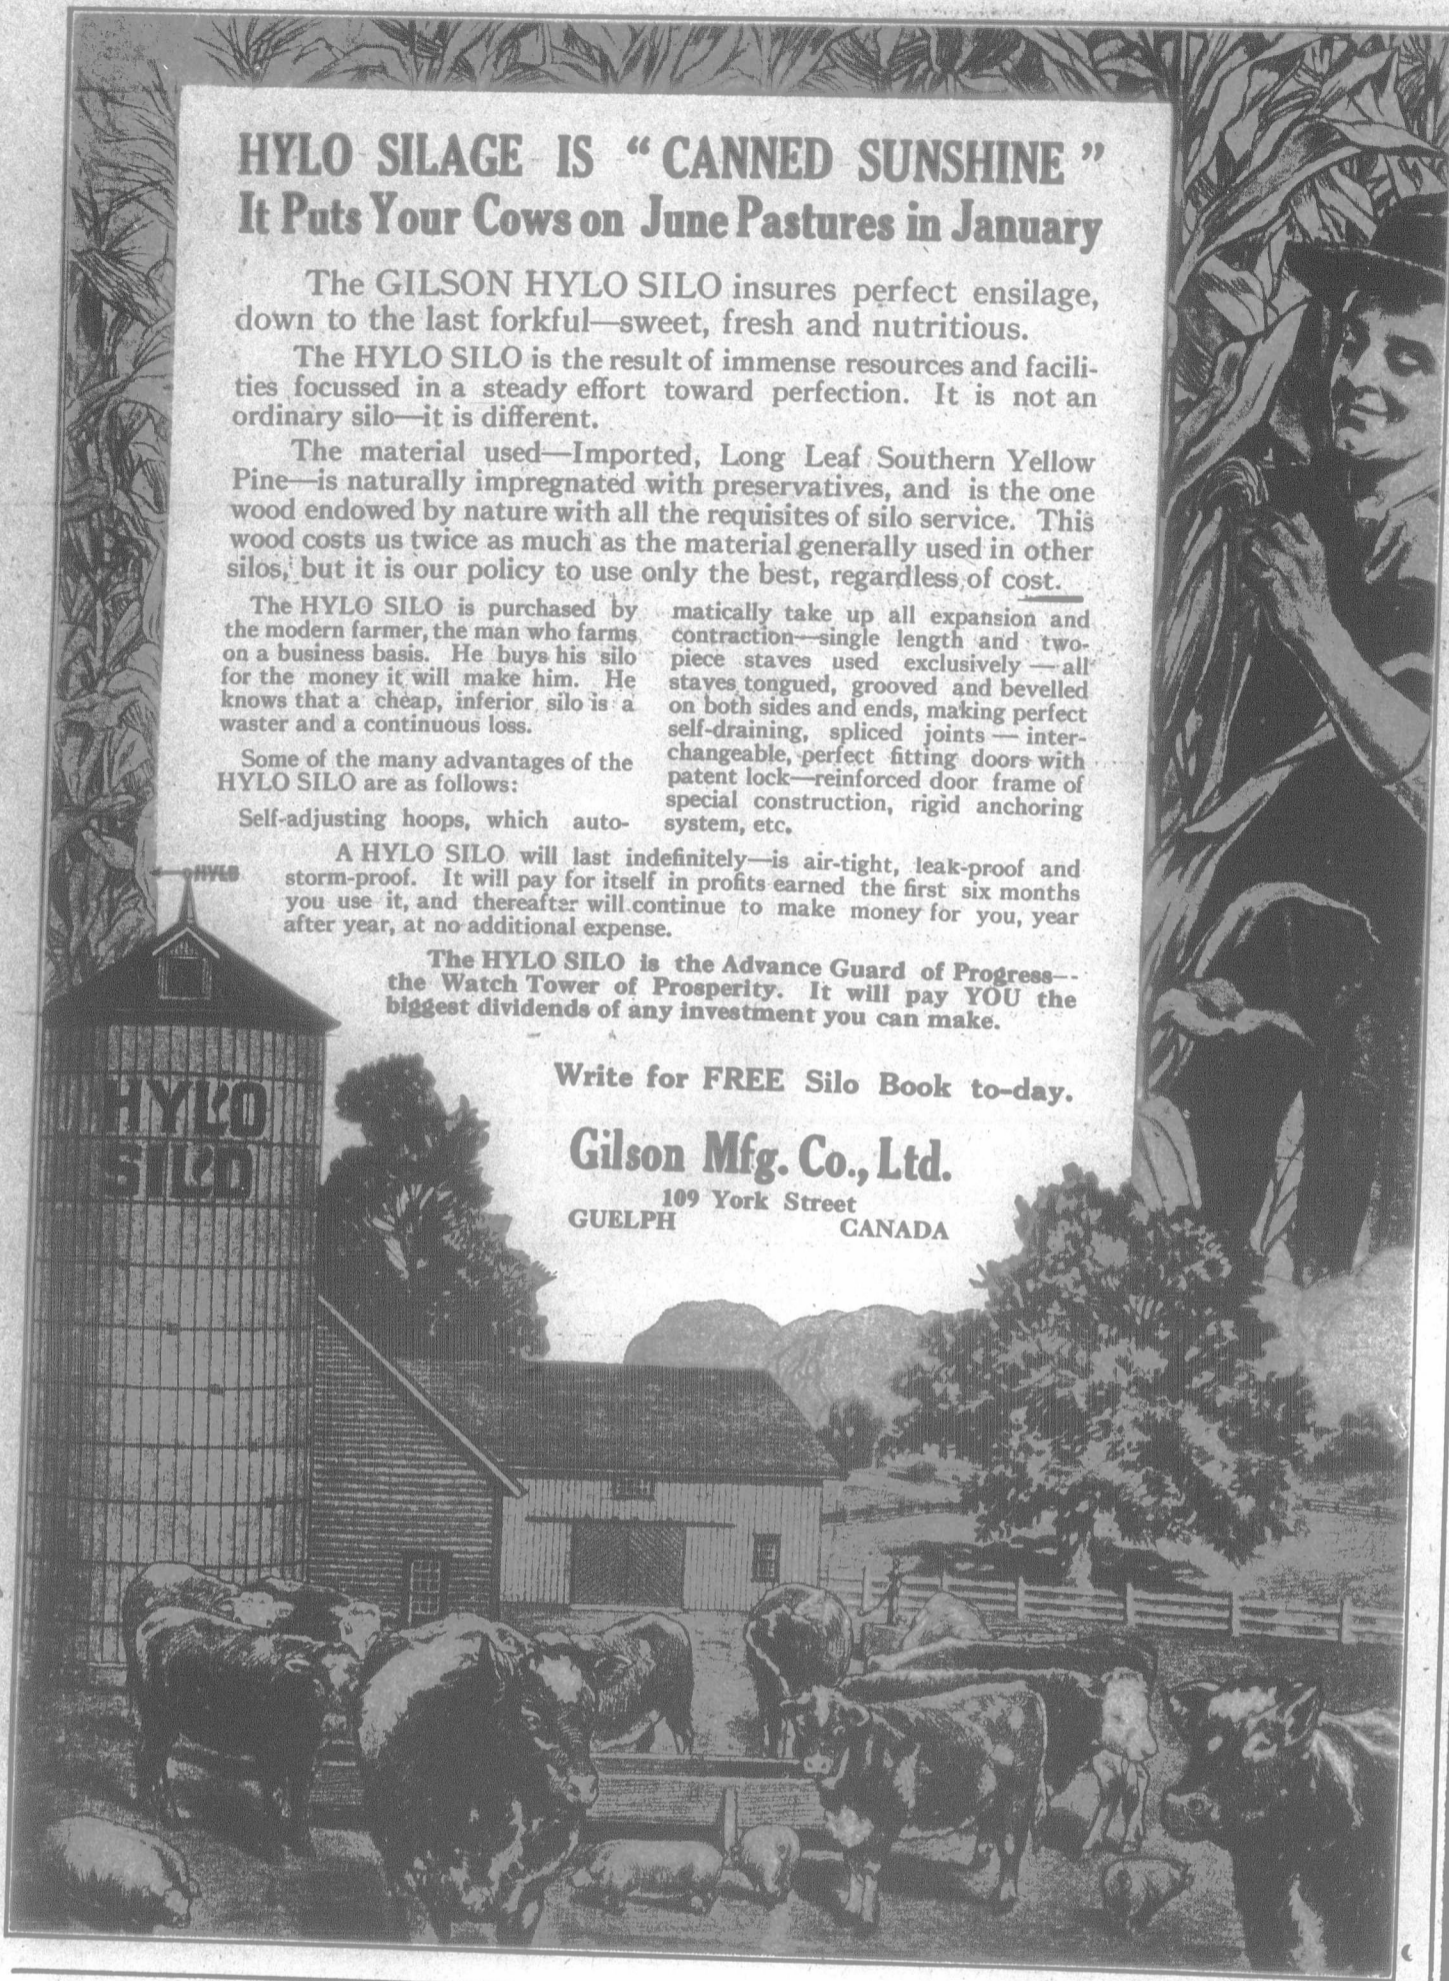 HYLO SILAGE IS "CANNED SUNSHINE"
It Puts Your Cows on June Pastures in January
The GILSON HYLO SILO insures perfect ensilage,
down to the last forkful—sweet, fresh and nutritious.
The HYLO SILO is the result of immense resources and facili-
ties focussed in a steady effort toward perfection. It is not an
ordinary silo—it is different.
The material used—Imported, Long Leaf Southern Yellow
Pine—is naturally impregnated with preservatives, and is the one
wood endowed by nature with all the requisites of silo service. This
wood costs us twice as much as the material generally used in other
silos, but it is our policy to use only the best, regardless of cost.
The HYLO SILO is purchased by
the modern farmer, the man who farms
on a business basis. He buys his silo
for the money it will make him. He
knows that a cheap, inferior silo is a
waster and a continuous loss.
Some of the many advantages of the
HYLO SILO are as follows:
Self-adjusting hoops, which auto-
matically take up all expansion and
contraction—single length and two-
piece staves used exclusively—all
staves tongued, grooved and bevelled
on both sides and ends, making perfect
self-draining, spliced joints—inter-
changeable, perfect fitting doors with
patent lock—reinforced door frame of
special construction, rigid anchoring
system, etc.
A HYLO SILO will last indefinitely—is air-tight, leak-proof and
storm-proof. It will pay for itself in profits earned the first six months
you use it, and thereafter will continue to make money for you, year
after year, at no additional expense.
The HYLO SILO is the Advance Guard of Progress--
the Watch Tower of Prosperity. It will pay YOU the
biggest dividends of any investment you can make.
Write for FREE Silo Book to-day.
Gilson Mfg. Co., Ltd.
109 York Street
GUELPH CANADA
HYLO
HYLO
SILO